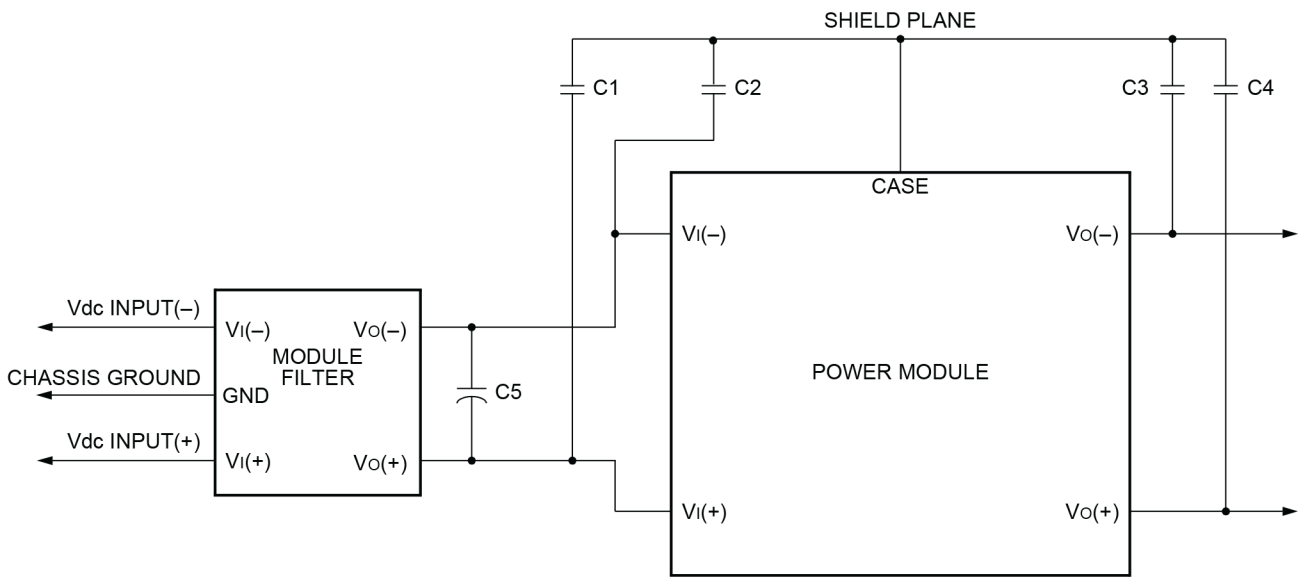 SHIELD PLANE
C1
C2
C3
C4
CASE
VI(–)
VO(–)
Vdc INPUT(–)
VI(–)
VO(–)
MODULE
FILTER
POWER MODULE
CHASSIS GROUND
GND
C5
Vdc INPUT(+)
VI(+)
VO(+)
VI(+)
VO(+)